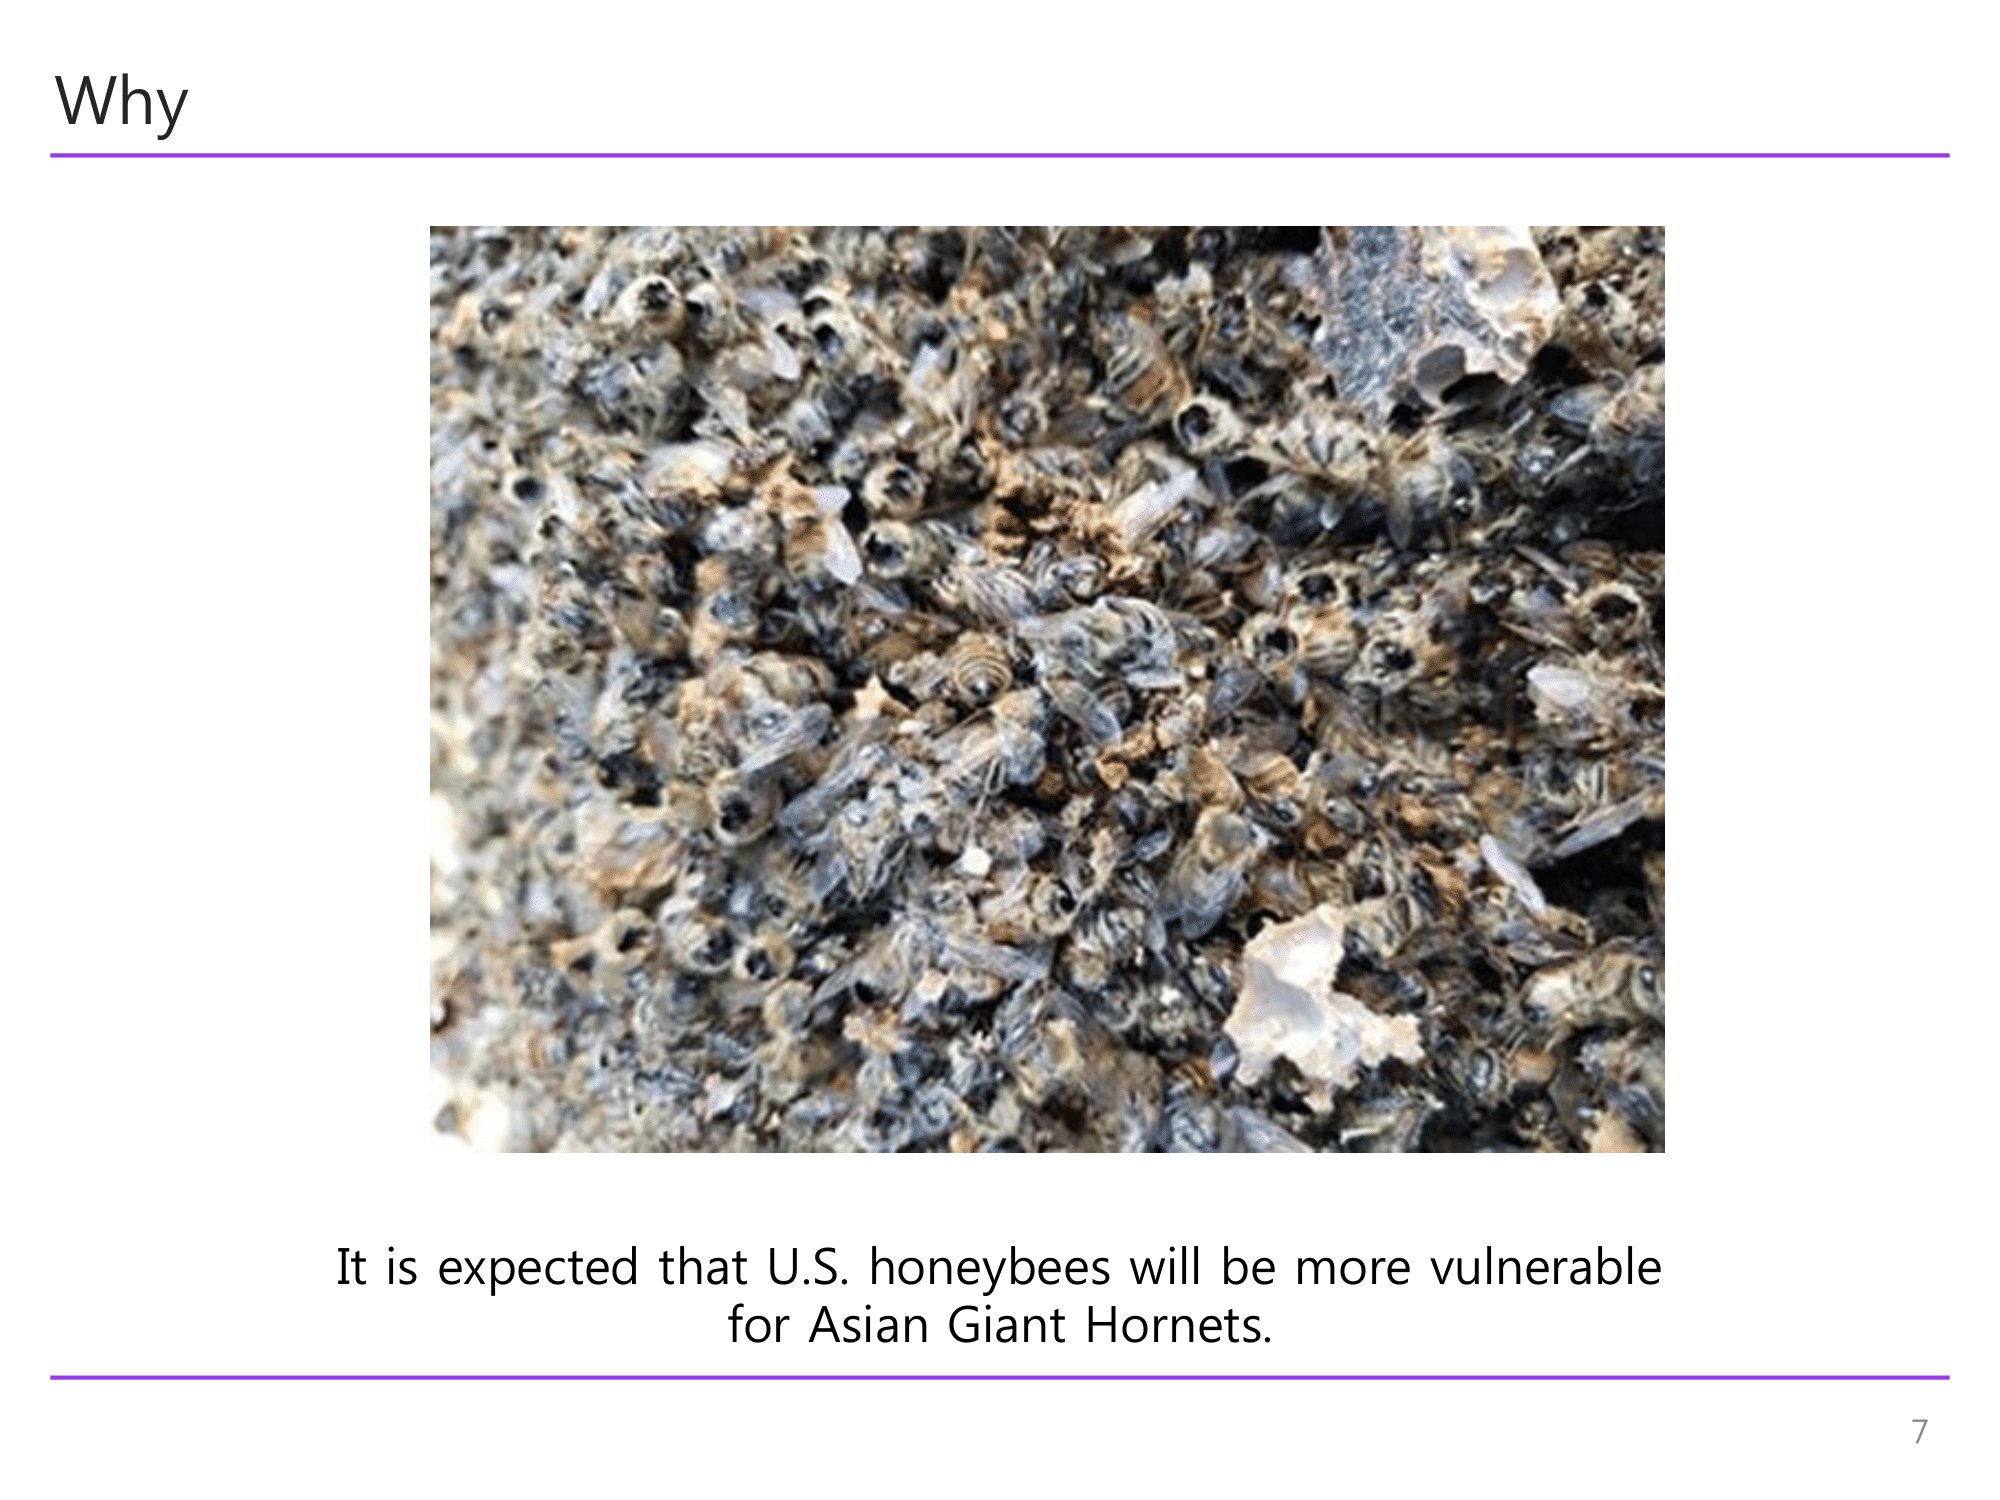 Why
It is expected that U.S. honeybees will be more vulnerable
for Asian Giant Hornets.
7